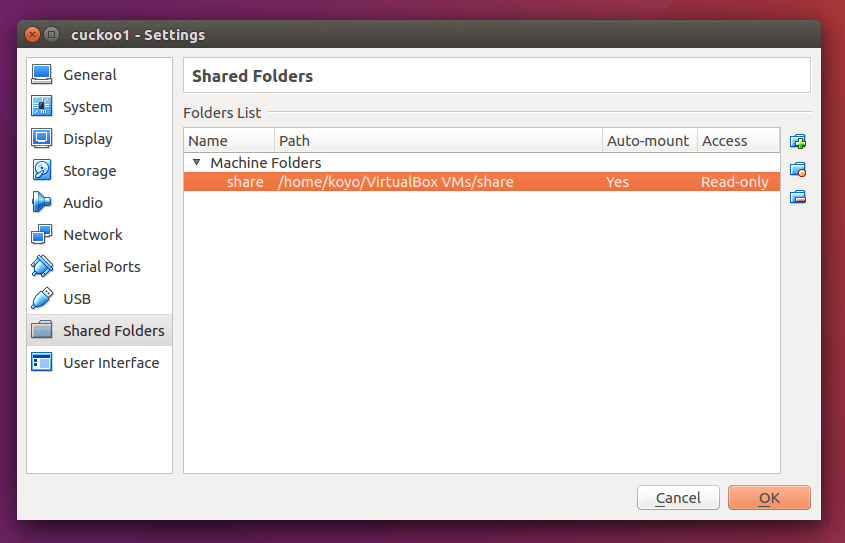 cuckoo1 - Settings
General
System
Display
Storage
Audio
Network
Serial Ports
USB
Shared Folders
User Interface
Shared Folders
Folders List
Name Path Auto-mount Access
Machine Folders
share /home/koyo/VirtualBox VMs/share Yes Read-only
Cancel OK